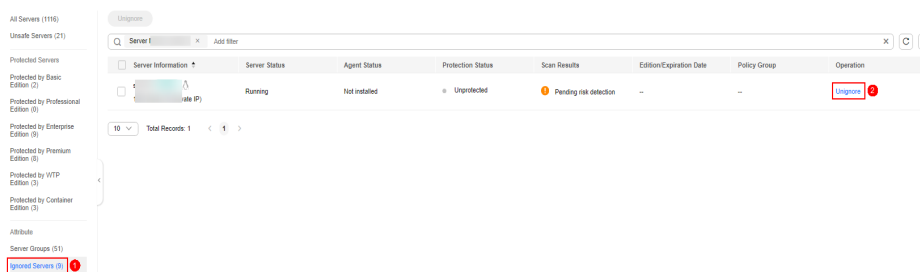 All Servers (1116)
Unsafe Servers (21)
Protected Servers
Protected by Basic
Edition (2)
Protected by Professional
Edition (0)
Protected by Enterprise
Edition (9)
Protected by Premium
Edition (8)
Protected by WTP
Edition (3)
Protected by Container
Edition (3)
Attribute
Server Groups (51)
Ignored Servers (9) 1
Unignore
Server × Add filter ×
Server Information Server Status Agent Status Protection Status Scan Results Edition/Expiration Date Policy Group Operation
s
ate IP) Running Not installed Unprotected Pending risk detection -- -- Unignore 2
10 Total Records: 1 < 1 >